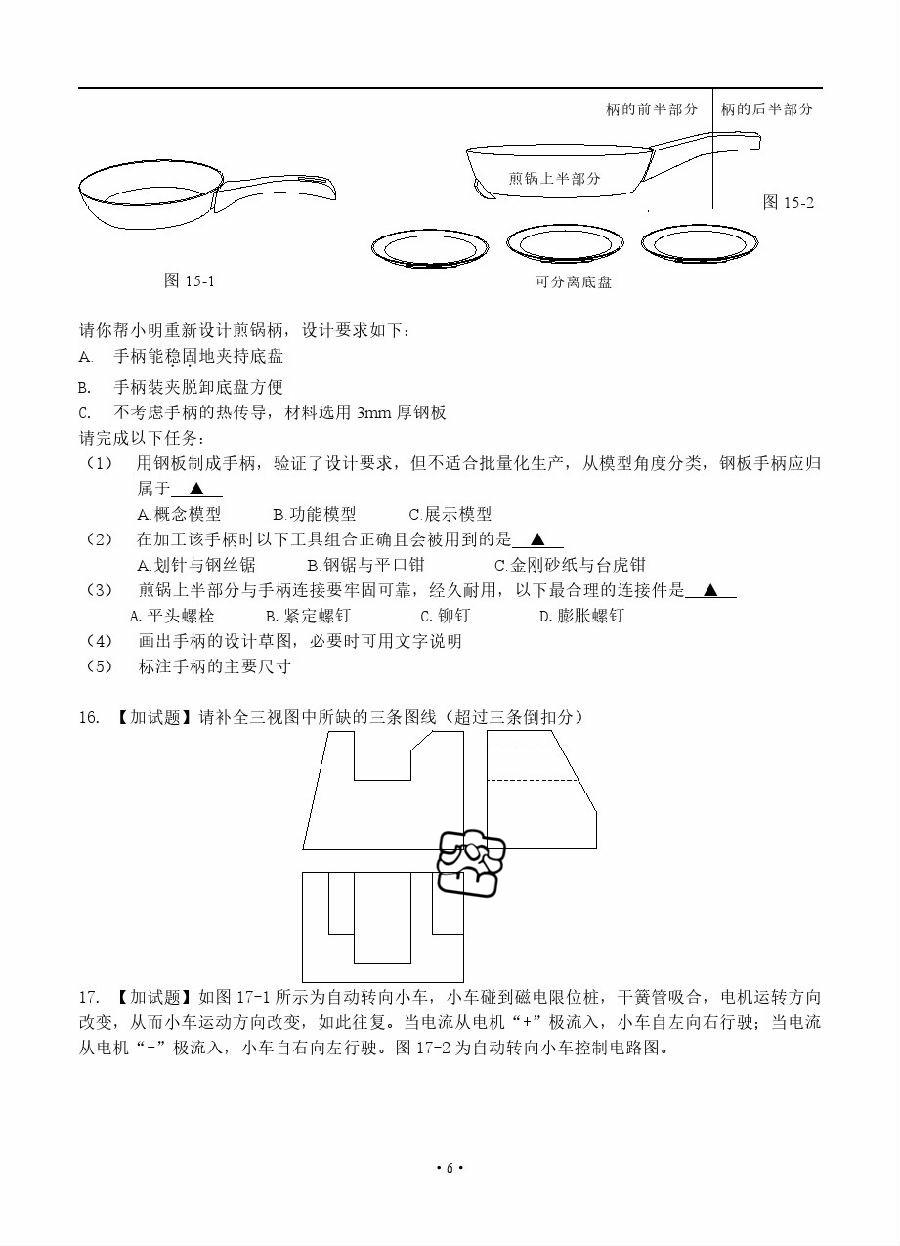 柄的前半部分 柄的后半部分
煎锅上半部分
图 15-2
图 15-1
可分离底盘
请你帮小明重新设计煎锅柄，设计要求如下:
A. 手柄能稳固地夹持底盘
B. 手柄装夹脱卸底盘方便
C. 不考虑手柄的热传导，材料选用 3mm 厚钢板
请完成以下任务:
（1） 用钢板制成手柄，验证了设计要求，但不适合批量化生产，从模型角度分类，钢板手柄应归
属于 ▲
A.概念模型 B.功能模型 C.展示模型
（2） 在加工该手柄时以下工具组合正确且会被用到的是 ▲
A.划针与钢丝锯 B.钢锯与平口钳 C.金刚砂纸与台虎钳
（3） 煎锅上半部分与手柄连接要牢固可靠，经久耐用，以下最合理的连接件是 ▲
A. 平头螺栓 B. 紧定螺钉 C. 铆钉 D. 膨胀螺钉
（4） 画出手柄的设计草图，必要时可用文字说明
（5） 标注手柄的主要尺寸
16. 【加试题】请补全三视图中所缺的三条图线（超过三条倒扣分）
17. 【加试题】如图 17-1 所示为自动转向小车，小车碰到磁电限位桩，干簧管吸合，电机运转方向
改变，从而小车运动方向改变，如此往复。当电流从电机“+”极流入，小车自左向右行驶；当电流
从电机“-”极流入，小车自右向左行驶。图 17-2 为自动转向小车控制电路图。
· 6 ·